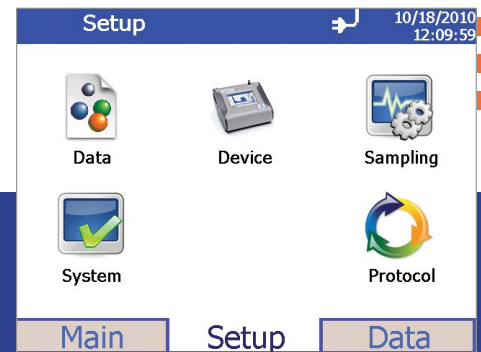 Setup
10/18/2010
12:09:59
Data
Device
Sampling
System
Protocol
Main
Setup
Data